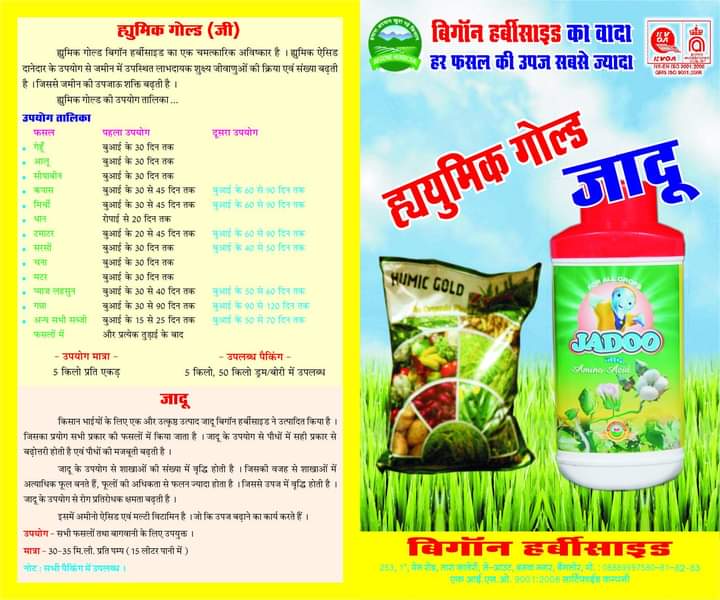 ह्युमिक गोल्ड (जी)
ह्युमिक गोल्ड बिगॉन हर्बीसाइड का एक चमत्कारिक अविष्कार है । ह्युमिक ऐसिड
दानेदार के उपयोग से जमीन में उपस्थित लाभदायक शुक्ष्य जीवाणुओं की क्रिया एवं संख्या बढ़ती
है । जिससे जमीन की उपजाऊ शक्ति बढ़ती है ।
ह्युमिक गोल्ड की उपयोग तालिका...
उपयोग तालिका
फसल पहला उपयोग दूसरा उपयोग
गेहूँ बुआई के 30 दिन तक
आलू बुआई के 30 दिन तक
सोयाबीन बुआई के 30 दिन तक
कपास बुआई के 30 से 45 दिन तक बुआई के 60 से 90 दिन तक
मिर्ची बुआई के 30 से 45 दिन तक बुआई के 60 से 90 दिन तक
धान रोपाई से 20 दिन तक
टमाटर बुआई के 20 से 45 दिन तक बुआई के 60 से 90 दिन तक
सरसों बुआई के 30 दिन तक बुआई के 40 से 50 दिन तक
चना बुआई के 30 दिन तक
मटर बुआई के 30 दिन तक
प्याज लहसुन बुआई के 30 से 40 दिन तक बुआई के 50 से 60 दिन तक
गन्ना बुआई के 30 से 90 दिन तक बुआई के 90 से 120 दिन तक
अन्य सभी सब्जी बुआई के 15 से 25 दिन तक बुआई के 50 से 70 दिन तक
फसलों में और प्रत्येक तुड़ाई के बाद
- उपयोग मात्रा - - उपलब्ध पैकिंग -
5 किलो प्रति एकड़ 5 किलो, 50 किलो ड्रम/बोरी में उपलब्ध
जादू
किसान भाईयों के लिए एक और उत्कृष्ठ उत्पाद जादू बिगॉन हर्बीसाइड ने उत्पादित किया है ।
जिसका प्रयोग सभी प्रकार की फसलों में किया जाता है । जादू के उपयोग से पौधों में सही प्रकार से
बढ़ोत्तरी होती है एवं पौधों की मजबूती बढ़ती है ।
जादू के उपयोग से शाखाओं की संख्या में वृद्धि होती है । जिसकी वजह से शाखाओं में
अत्याधिक फूल बनते हैं, फूलों की अधिकता से फलन ज्यादा होता है । जिससे उपज में वृद्धि होती है ।
जादू के उपयोग से रोग प्रतिरोधक क्षमता बढ़ती है ।
इसमें अमीनो ऐसिड एवं मल्टी विटामिन है । जो कि उपज बढ़ाने का कार्य करते हैं ।
उपयोग - सभी फसलों तथा बागवानी के लिए उपयुक्त ।
मात्रा - 30-35 मि.ली. प्रति पम्प ( 15 लीटर पानी में )
नोट : सभी पैकिंग में उपलब्ध ।
बिगॉन हर्बीसाइड का वादा
हर फसल की उपज सबसे ज्यादा
ह्ययुमिक गोल्ड
जादू
HUMIC GOLD
FOR ALL CROPS
JADOO
जादू
Amino Acid
बिगॉन हर्बीसाइड
एक आई.एस.ओ. 9001:2008 सर्टिफाईड कम्पनी